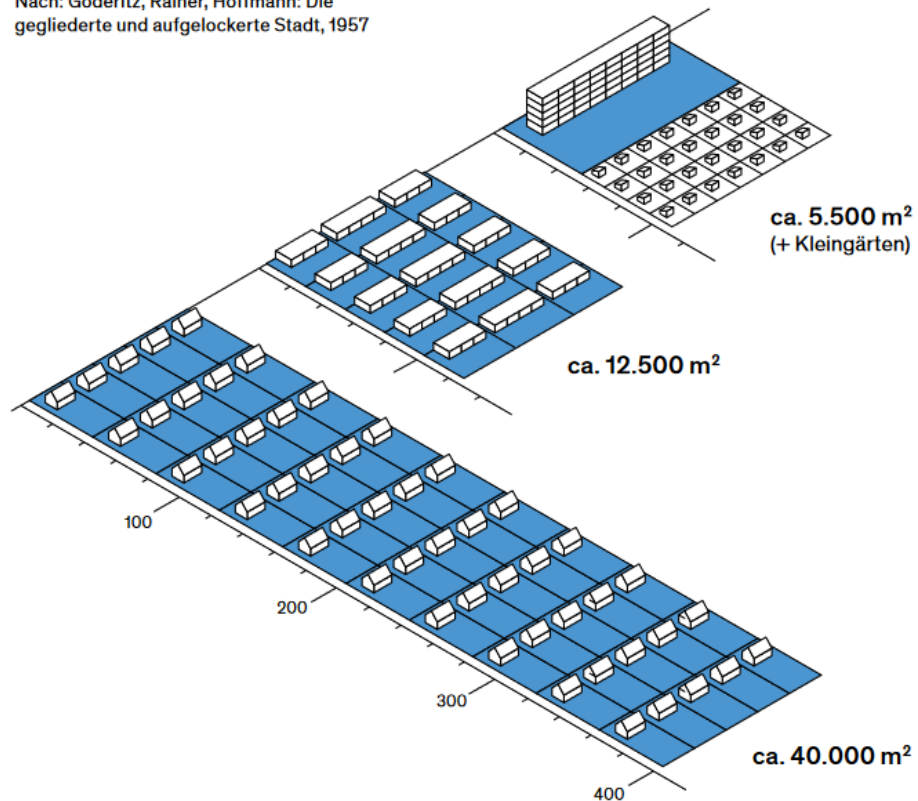 Nach: Göderitz, Rainer, Hoffmann: Die
gegliederte und aufgelockerte Stadt, 1957
ca. 5.500 m²
(+ Kleingärten)
ca. 12.500 m²
100
200
300
ca. 40.000 m²
400